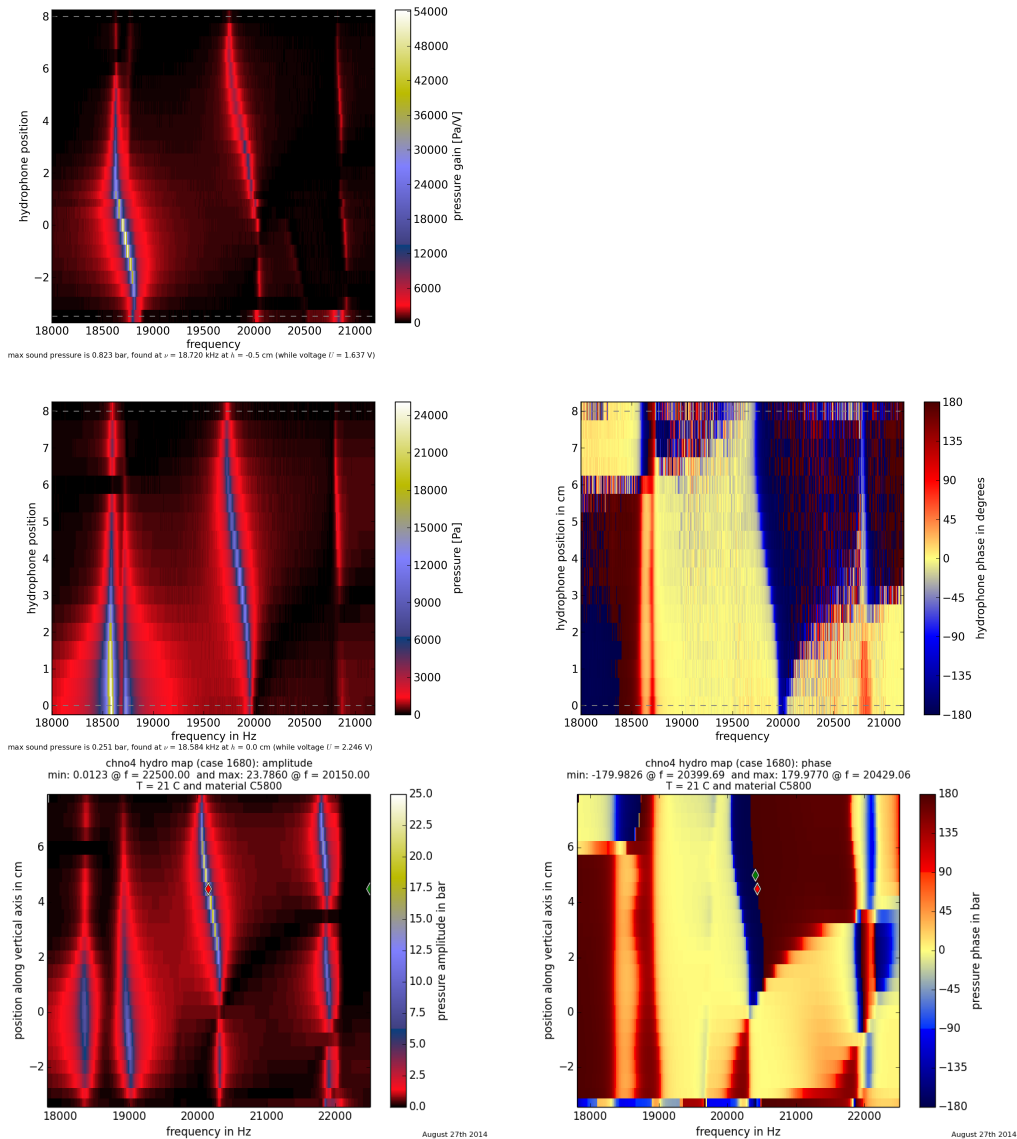 54000
48000
42000
36000
30000
24000
18000
12000
6000
0
pressure gain [Pa/V]
8
6
4
2
0
−2
hydrophone position
18000 18500 19000 19500 20000 20500 21000
frequency
max sound pressure is 0.823 bar, found at ν = 18.720 kHz at h = -0.5 cm (while voltage U = 1.637 V)
24000
21000
18000
15000
12000
9000
6000
3000
0
pressure [Pa]
8
7
6
5
4
3
2
1
0
hydrophone position
18000 18500 19000 19500 20000 20500 21000
frequency in Hz
max sound pressure is 0.251 bar, found at ν = 18.584 kHz at h = 0.0 cm (while voltage U = 2.246 V)
180
135
90
45
0
−45
−90
−135
−180
hydrophone phase in degrees
8
7
6
5
4
3
2
1
0
hydrophone position in cm
18000 18500 19000 19500 20000 20500 21000
frequency
chno4 hydro map (case 1680): amplitude
min: 0.0123 @ f = 22500.00 and max: 23.7860 @ f = 20150.00
T = 21 C and material C5800
25.0
22.5
20.0
17.5
15.0
12.5
10.0
7.5
5.0
2.5
0.0
pressure amplitude in bar
6
4
2
0
−2
position along vertical axis in cm
18000 19000 20000 21000 22000
frequency in Hz
August 27th 2014
chno4 hydro map (case 1680): phase
min: -179.9826 @ f = 20399.69 and max: 179.9770 @ f = 20429.06
T = 21 C and material C5800
180
135
90
45
0
−45
−90
−135
−180
pressure phase in bar
6
4
2
0
−2
position along vertical axis in cm
18000 19000 20000 21000 22000
frequency in Hz
August 27th 2014